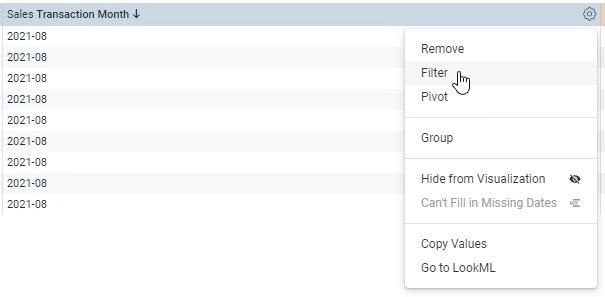 Sales Transaction Month
2021-08
2021-08
2021-08
2021-08
2021-08
2021-08
2021-08
2021-08
2021-08
Remove
Filter
Pivot
Group
Hide from Visualization
Can't Fill in Missing Dates
Copy Values
Go to LookML